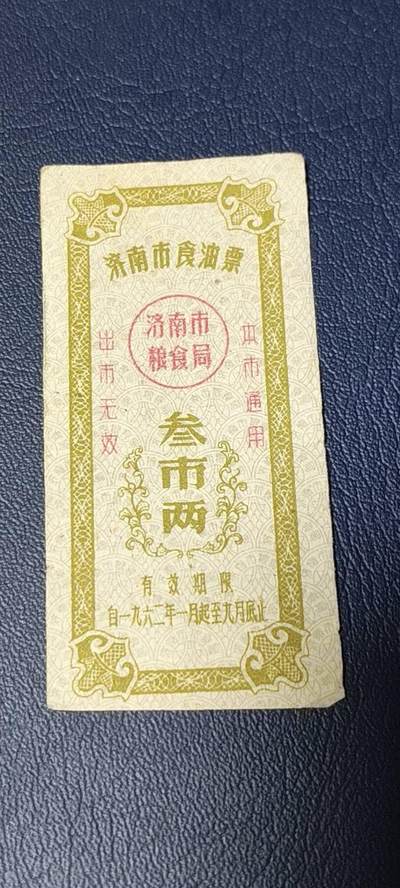 济南市食油票
济南市
粮食局
本市通用
出市无效
叁市两
有效期限
自一九六二年一月起至九月底止